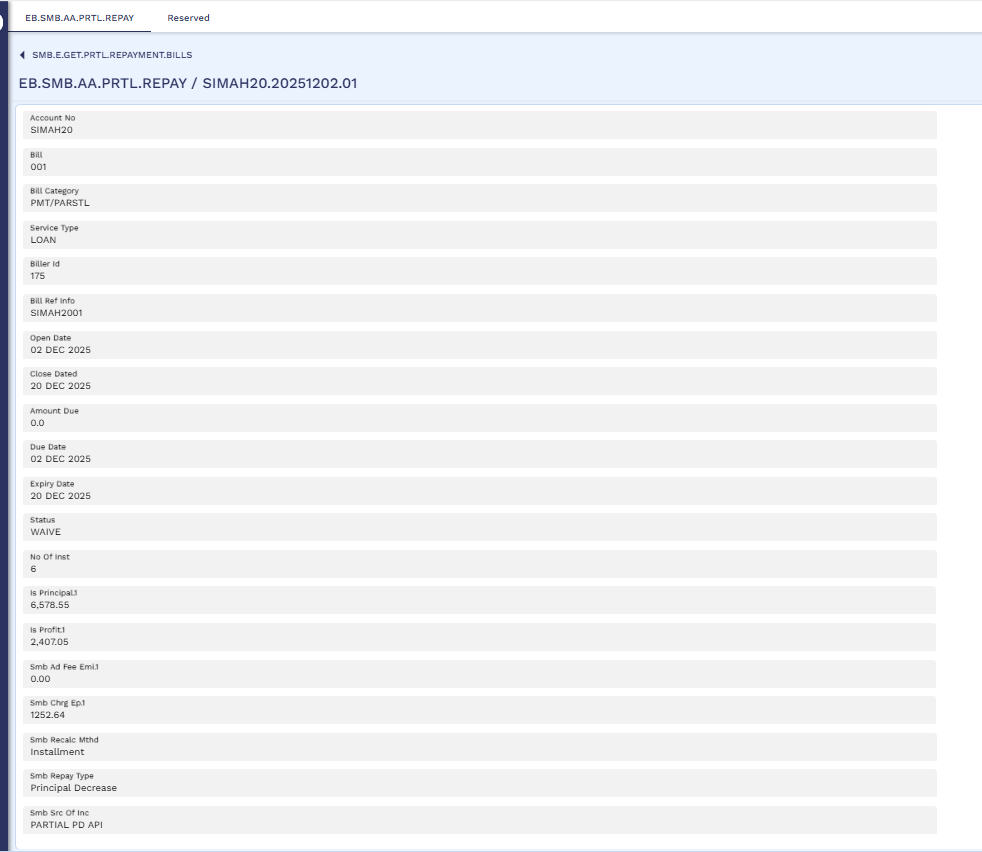 EB.SMB.AA.PRTL.REPAY
Reserved
SMB.E.GET.PRTL.REPAYMENT.BILLS
EB.SMB.AA.PRTL.REPAY / SIMAH20.20251202.01
Account No
SIMAH20
Bill
001
Bill Category
PMT/PARSTL
Service Type
LOAN
Biller Id
175
Bill Ref Info
SIMAH2001
Open Date
02 DEC 2025
Close Dated
20 DEC 2025
Amount Due
0.0
Due Date
02 DEC 2025
Expiry Date
20 DEC 2025
Status
WAIVE
No Of Inst
6
Is Principal.1
6,578.55
Is Profit.1
2,407.05
Smb Ad Fee Emi.1
0.00
Smb Chrg Ep.1
1252.64
Smb Recalc Mthd
Installment
Smb Repay Type
Principal Decrease
Smb Src Of Inc
PARTIAL PD API